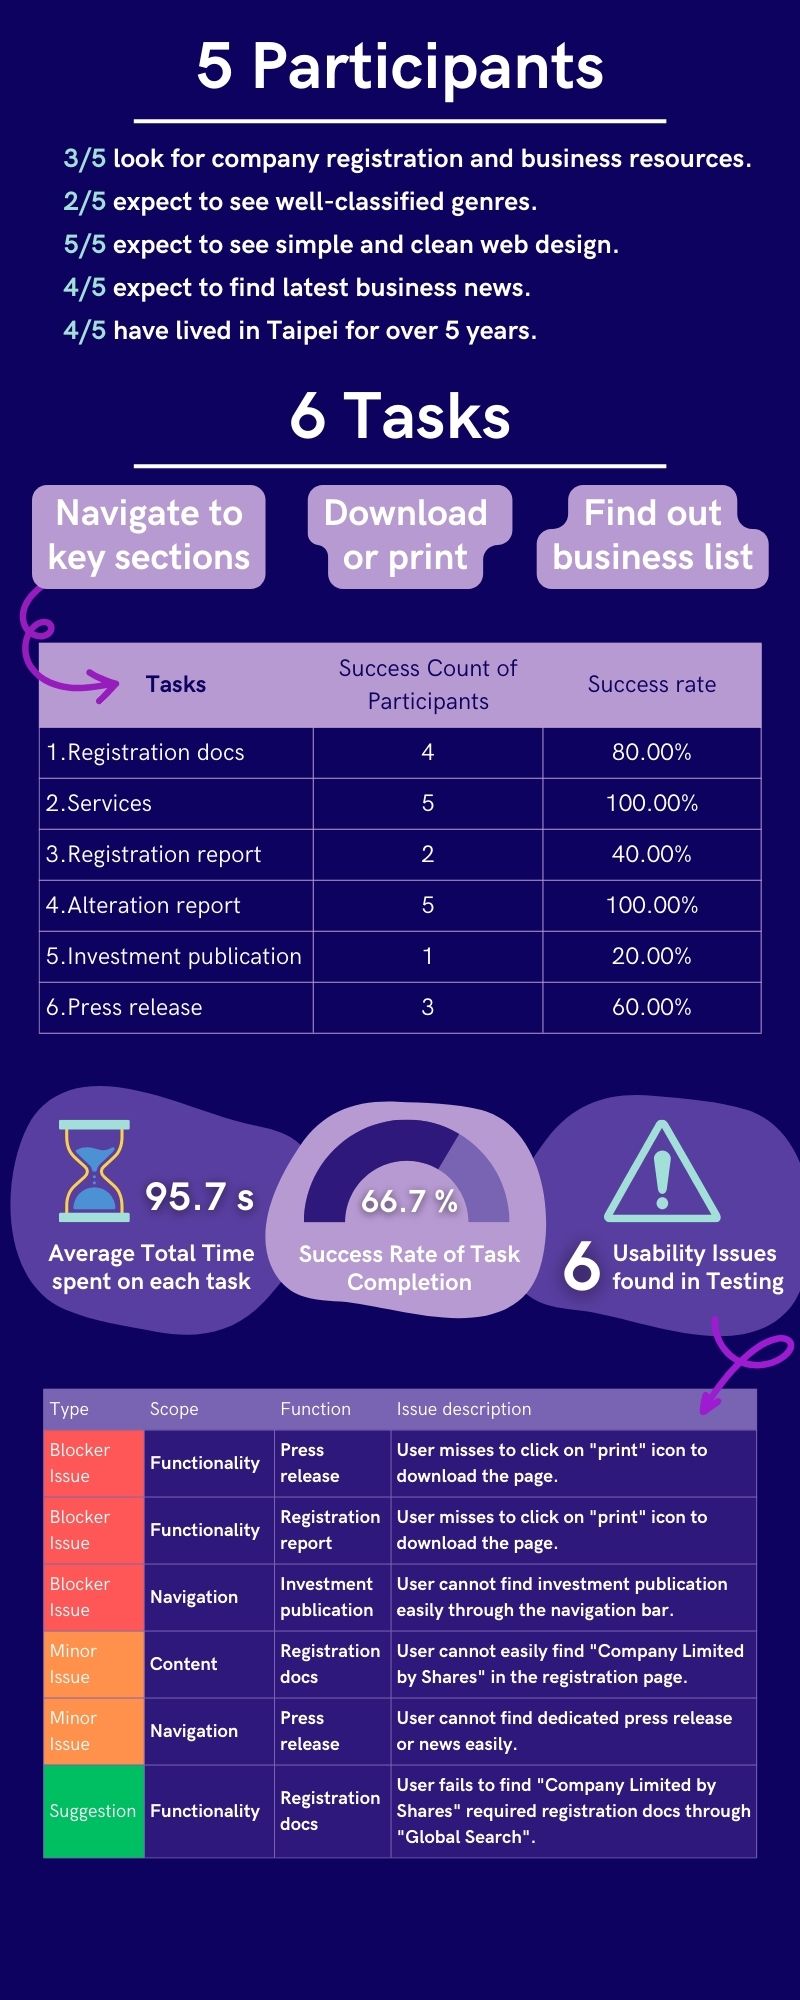 5 Participants
3/5 look for company registration and business resources.
2/5 expect to see well-classified genres.
5/5 expect to see simple and clean web design.
4/5 expect to find latest business news.
4/5 have lived in Taipei for over 5 years.
6 Tasks
Navigate to
key sections
Download
or print
Find out
business list
Tasks
Success Count of
Participants
Success rate
1.Registration docs 4 80.00%
2.Services 5 100.00%
3.Registration report 2 40.00%
4.Alteration report 5 100.00%
5.Investment publication 1 20.00%
6.Press release 3 60.00%
95.7 s
Average Total Time
spent on each task
66.7 %
Success Rate of Task
Completion
6
Usability Issues
found in Testing
Type Scope Function Issue description
Blocker
Issue
Functionality
Press
release
User misses to click on "print" icon to
download the page.
Blocker
Issue
Functionality
Registration
report
User misses to click on "print" icon to
download the page.
Blocker
Issue
Navigation
Investment
publication
User cannot find investment publication
easily through the navigation bar.
Minor
Issue
Content
Registration
docs
User cannot easily find "Company Limited
by Shares" in the registration page.
Minor
Issue
Navigation
Press
release
User cannot find dedicated press release
or news easily.
Suggestion
Functionality
Registration
docs
User fails to find "Company Limited by
Shares" required registration docs through
"Global Search".